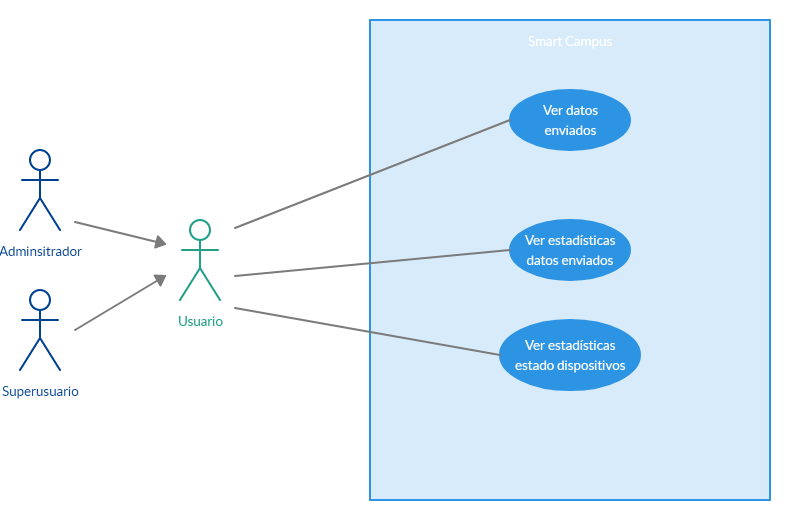 Smart Campus
Ver datos
enviados
Adminsitrador
Ver estadísticas
datos enviados
Usuario
Ver estadísticas
estado dispositivos
Superusuario